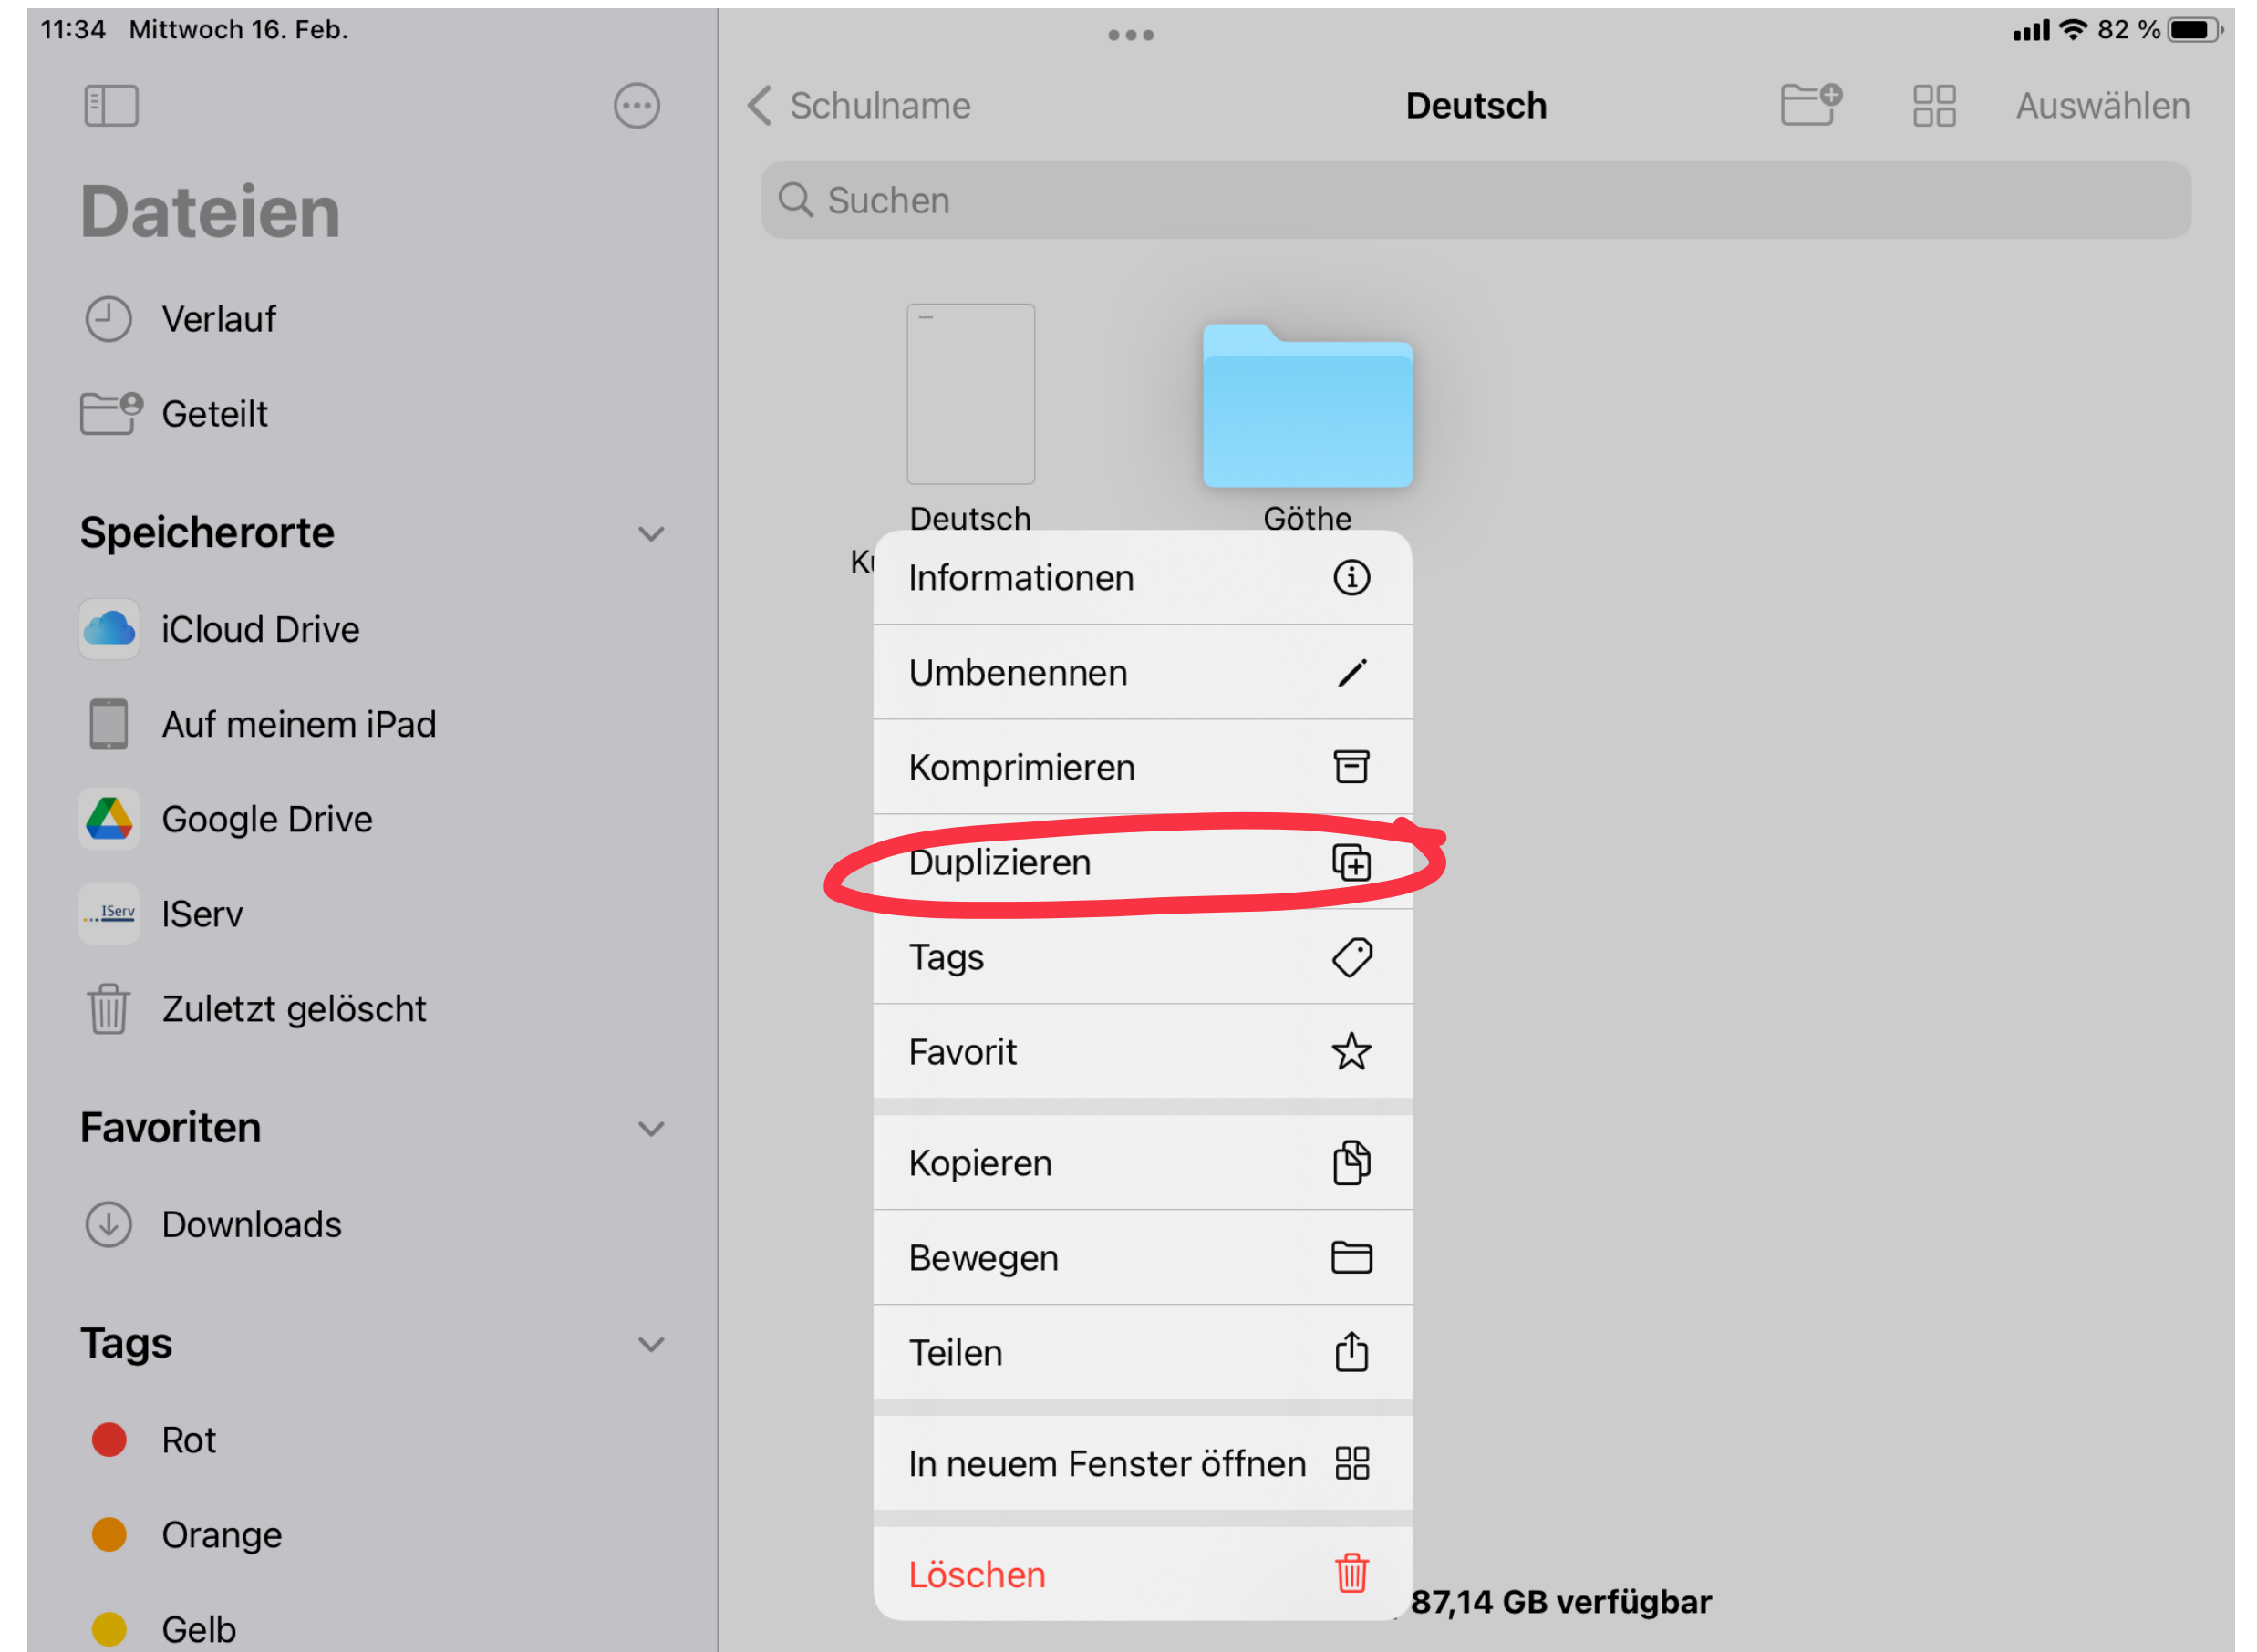 11:34 Mittwoch 16. Feb.
82 %
Dateien
Verlauf
Geteilt
Speicherorte
iCloud Drive
Auf meinem iPad
Google Drive
IServ
IServ
Zuletzt gelöscht
Favoriten
Downloads
Tags
Rot
Orange
Gelb
Schulname
Deutsch
Auswählen
Suchen
Deutsch
Göthe
Informationen
Umbenennen
Komprimieren
Duplizieren
Tags
Favorit
Kopieren
Bewegen
Teilen
In neuem Fenster öffnen
Löschen
87,14 GB verfügbar